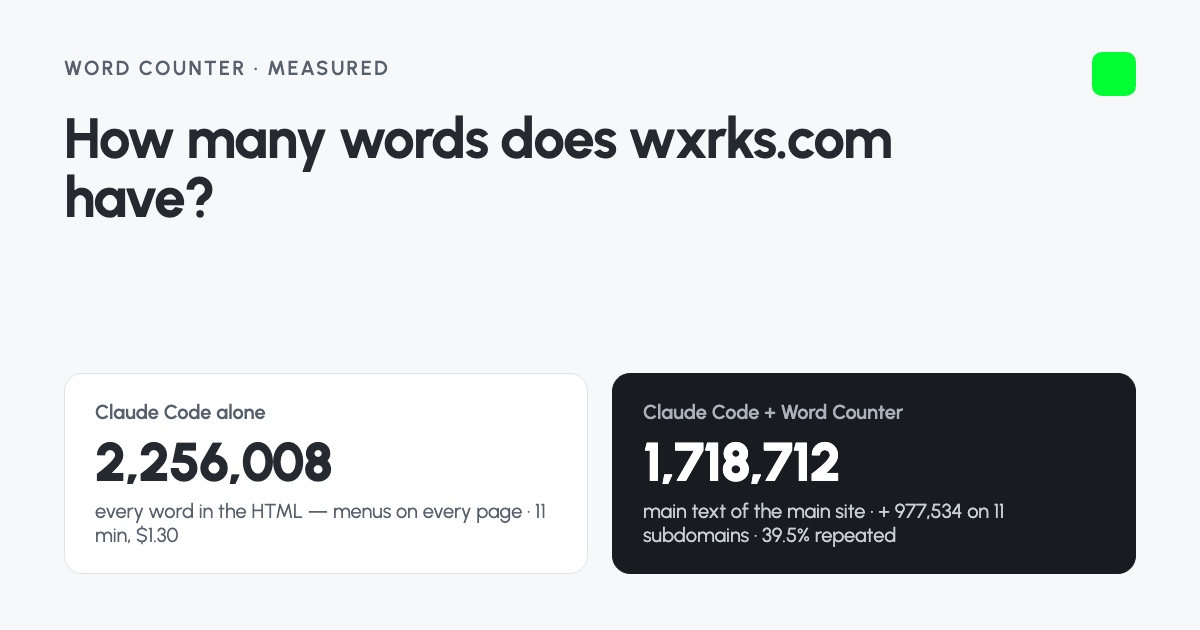 WORD COUNTER · MEASURED
How many words does wxrks.com
have?
Claude Code alone
2,256,008
every word in the HTML — menus on every page · 11
min, $1.30
Claude Code + Word Counter
1,718,712
main text of the main site · + 977,534 on 11
subdomains · 39.5% repeated